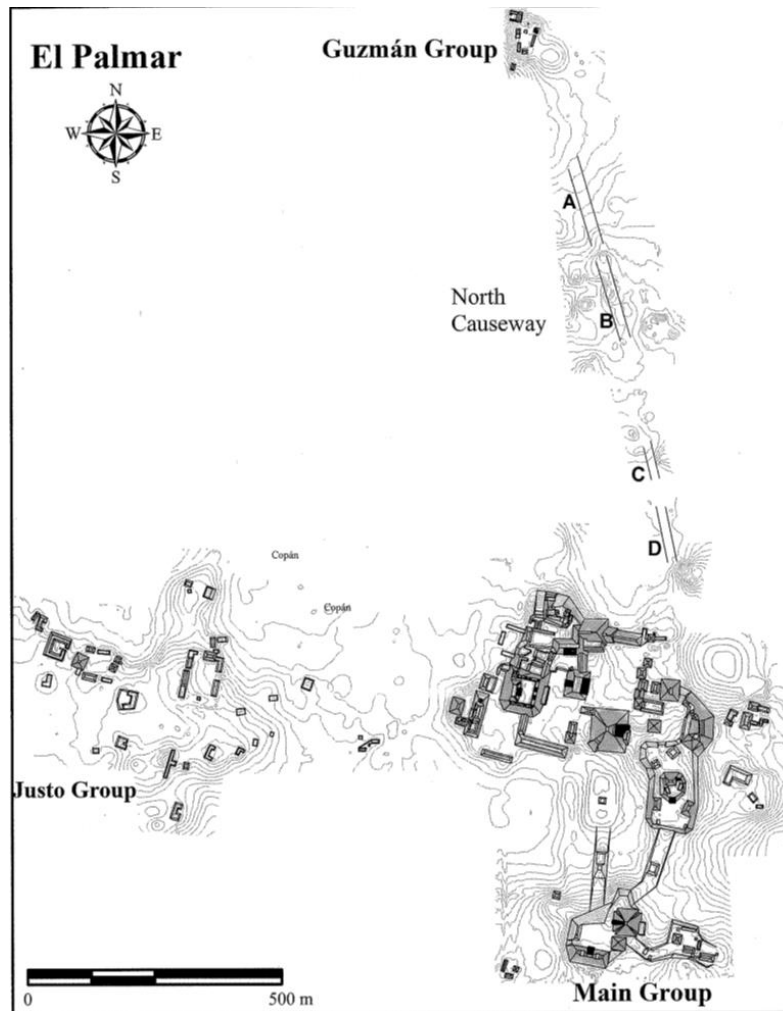 El Palmar
Guzmán Group
N
W E
S
A
North
Causeway
B
C
D
Copán
Copán
Justo Group
0 500 m
Main Group